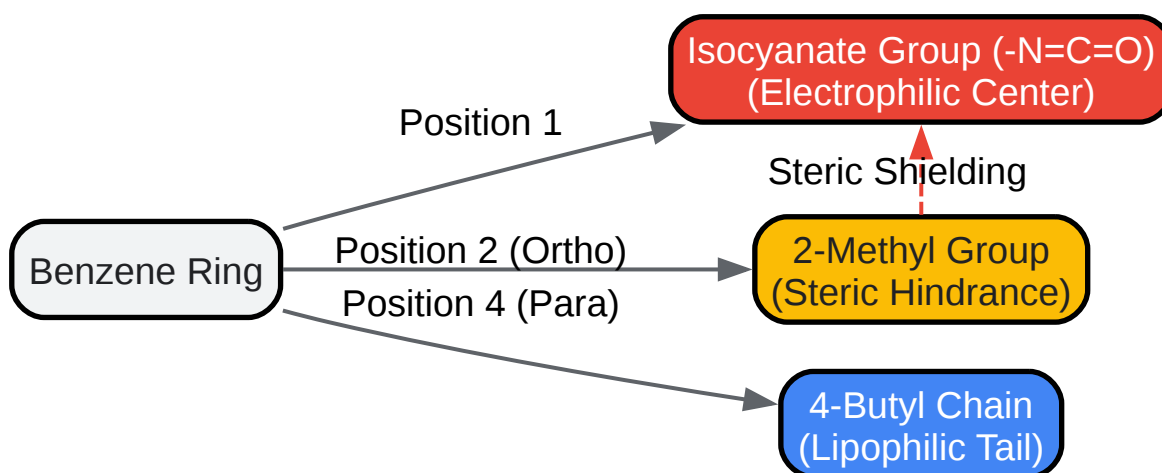 Isocyanate Group (-N=C=O)
(Electrophilic Center)
Position 1
Steric Shielding
Benzene Ring
Position 2 (Ortho)
2-Methyl Group
(Steric Hindrance)
Position 4 (Para)
4-Butyl Chain
(Lipophilic Tail)